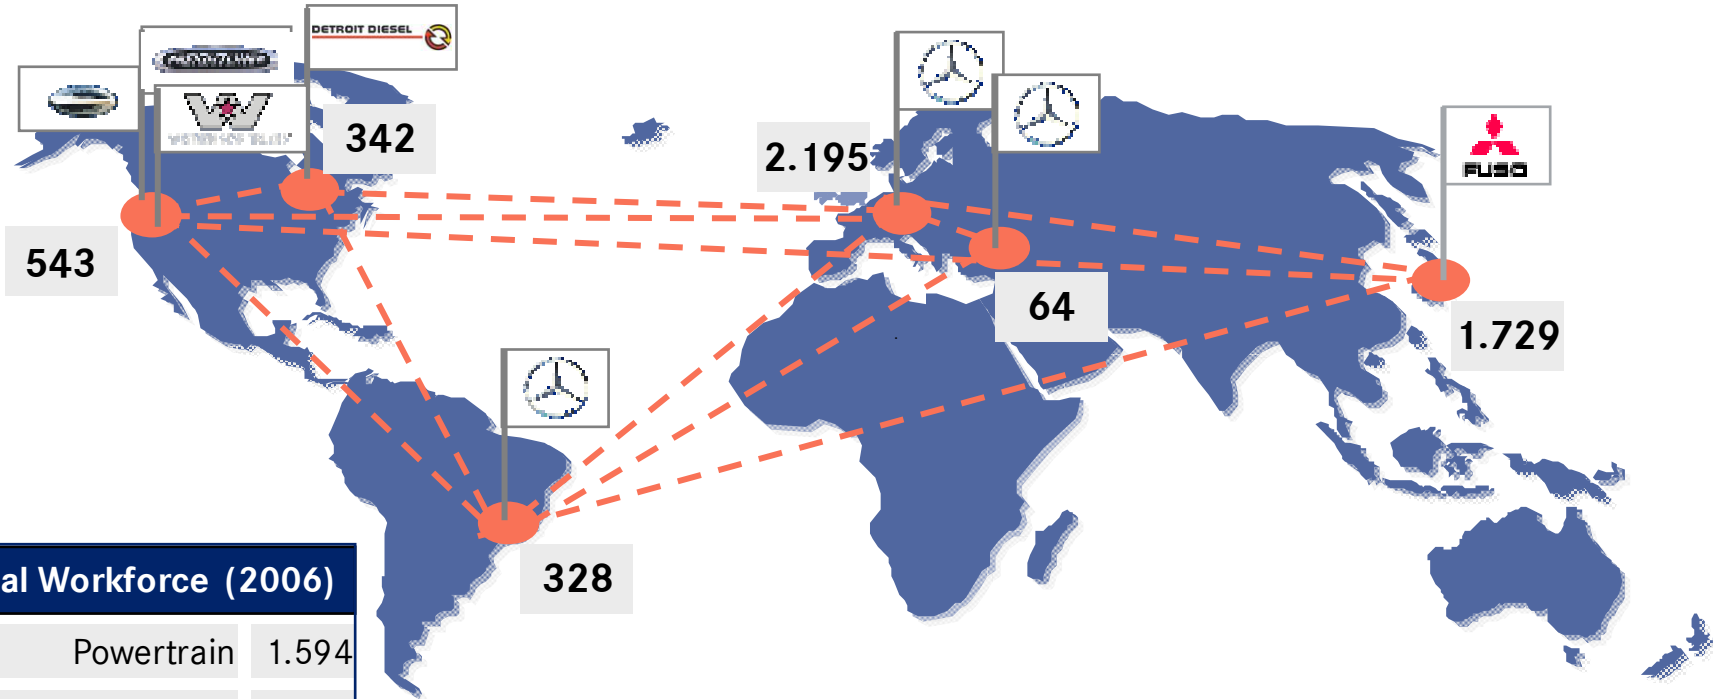 DETROIT DIESEL
342
2.195
FUSO
543
64
1.729
328
al Workforce (2006)
Powertrain 1.594